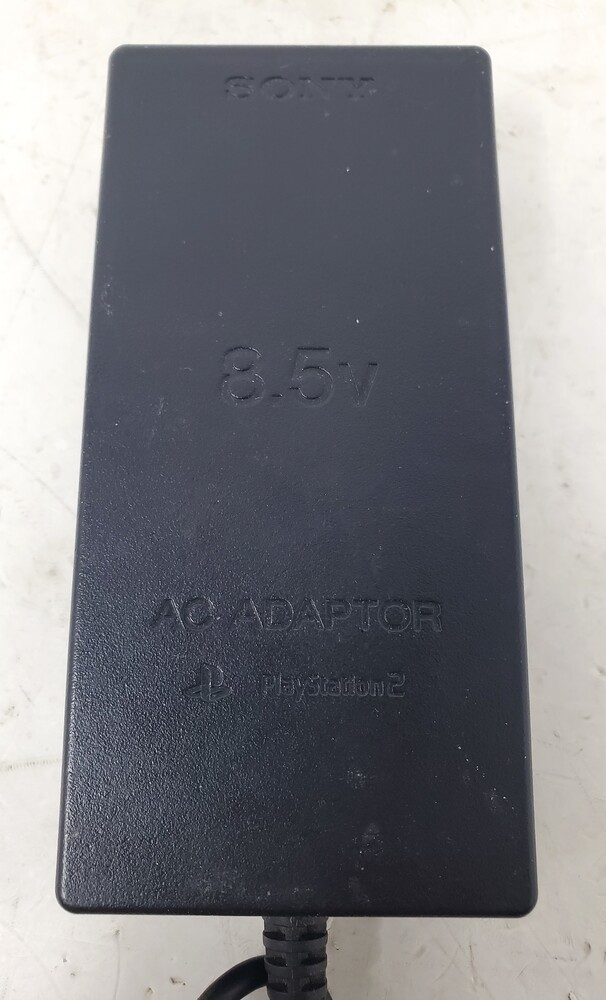 SONY
8.5v
AC ADAPTOR
PlayStation2